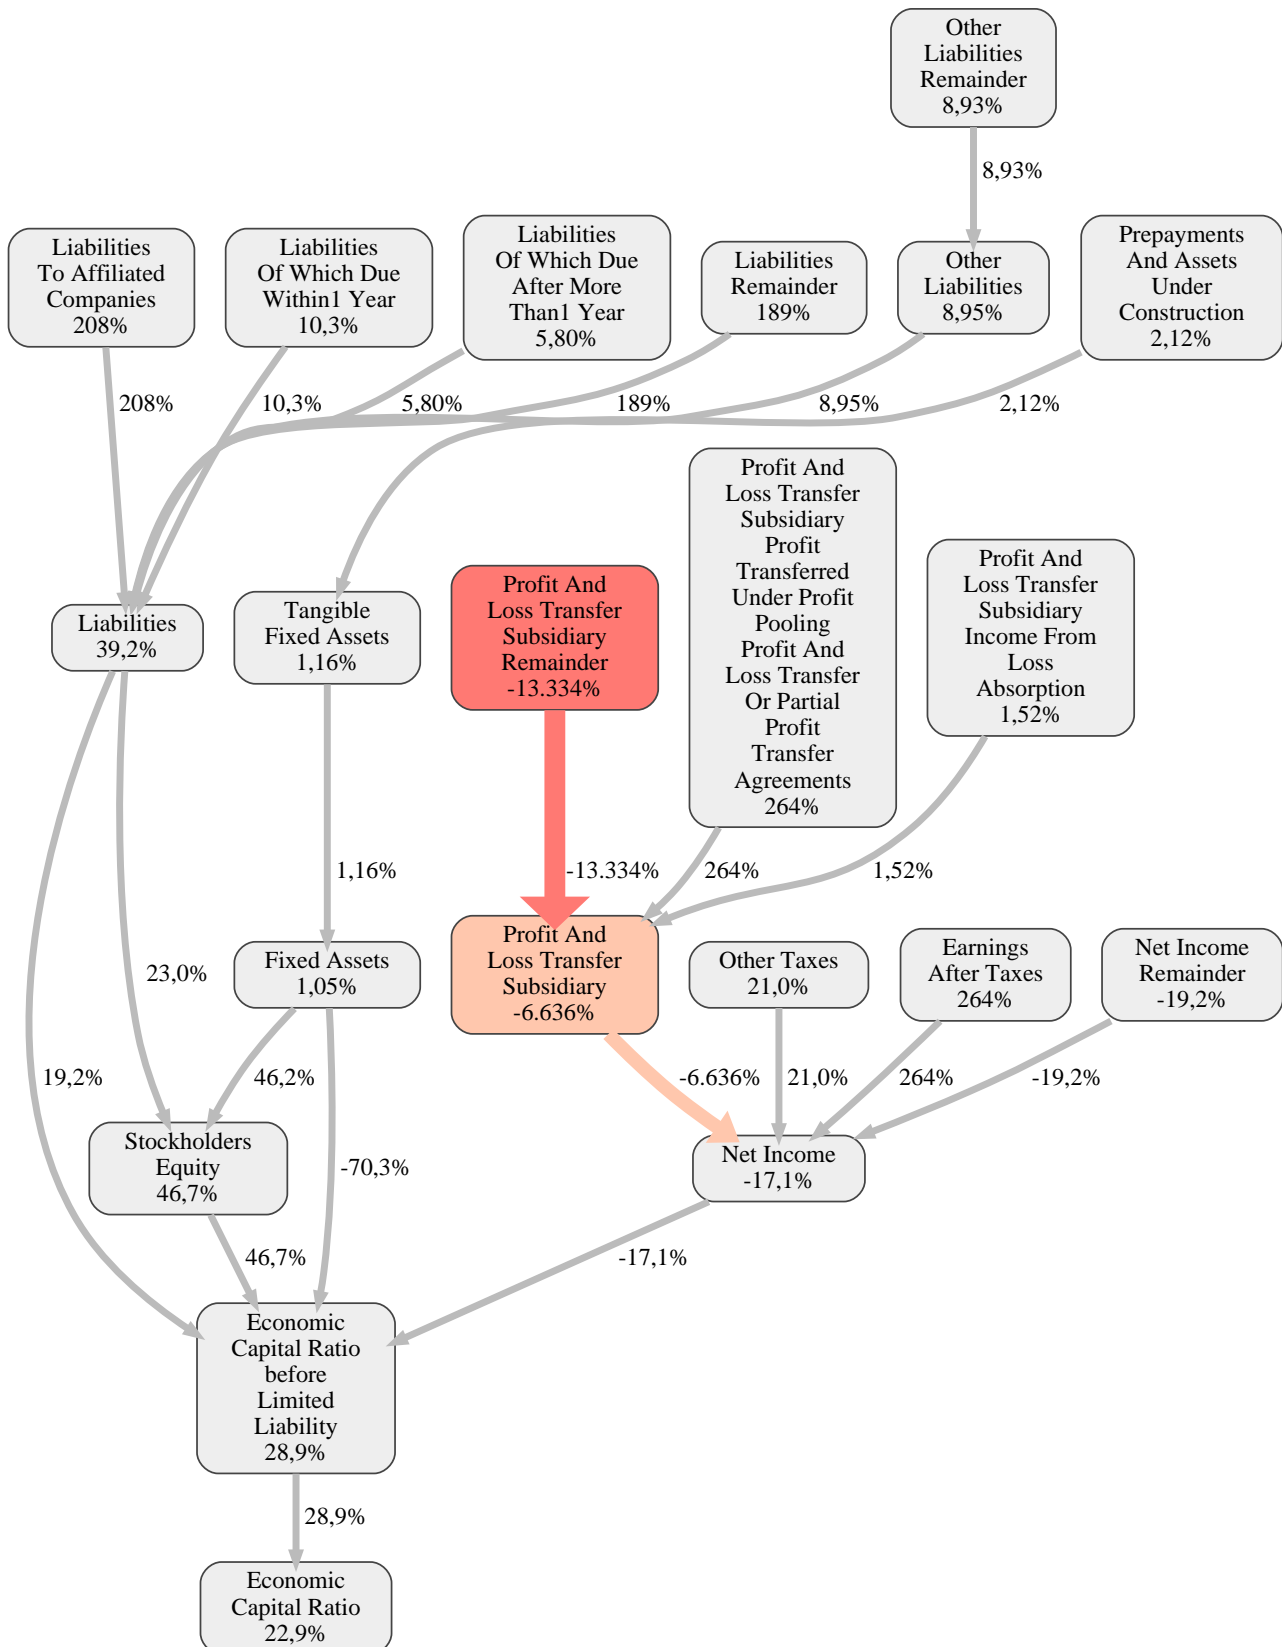 Other
Liabilities
Remainder
8,93%
8,93%
Liabilities
To Affiliated
Companies
208%
Liabilities
Of Which Due
Within1 Year
10,3%
Liabilities
Of Which Due
After More
Than1 Year
5,80%
Liabilities
Remainder
189%
Other
Liabilities
8,95%
Prepayments
And Assets
Under
Construction
2,12%
208%
10,3%
5,80%
189%
8,95%
2,12%
Liabilities
39,2%
Tangible
Fixed Assets
1,16%
Profit And
Loss Transfer
Subsidiary
Remainder
-13.334%
Profit And
Loss Transfer
Subsidiary
Profit
Transferred
Under Profit
Pooling
Profit And
Loss Transfer
Or Partial
Profit
Transfer
Agreements
264%
Profit And
Loss Transfer
Subsidiary
Income From
Loss
Absorption
1,52%
1,16%
-13.334%
264%
1,52%
23,0%
Fixed Assets
1,05%
Profit And
Loss Transfer
Subsidiary
-6.636%
Other Taxes
21,0%
Earnings
After Taxes
264%
Net Income
Remainder
-19,2%
19,2%
46,2%
-6.636%
21,0%
264%
-19,2%
Stockholders
Equity
46,7%
-70,3%
Net Income
-17,1%
46,7%
-17,1%
Economic
Capital Ratio
before
Limited
Liability
28,9%
28,9%
Economic
Capital Ratio
22,9%